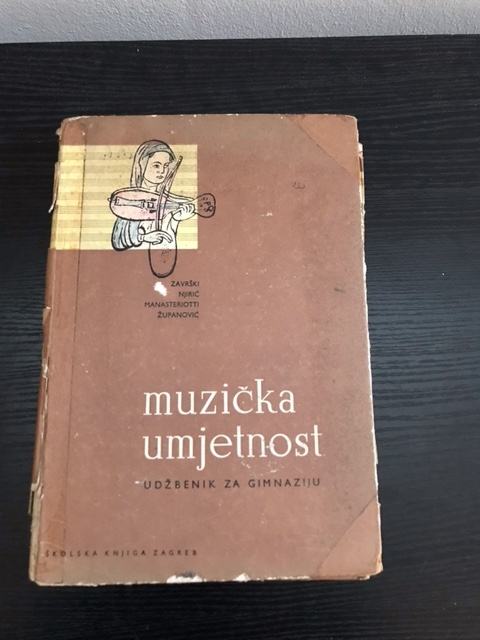 ZAVRŠKI
NJIRIĆ
MANASTERIOTTI
ŽUPANOVIĆ
muzička
umjetnost
UDŽBENIK ZA GIMNAZIJU
ŠKOLSKA KNJIGA ZAGREB